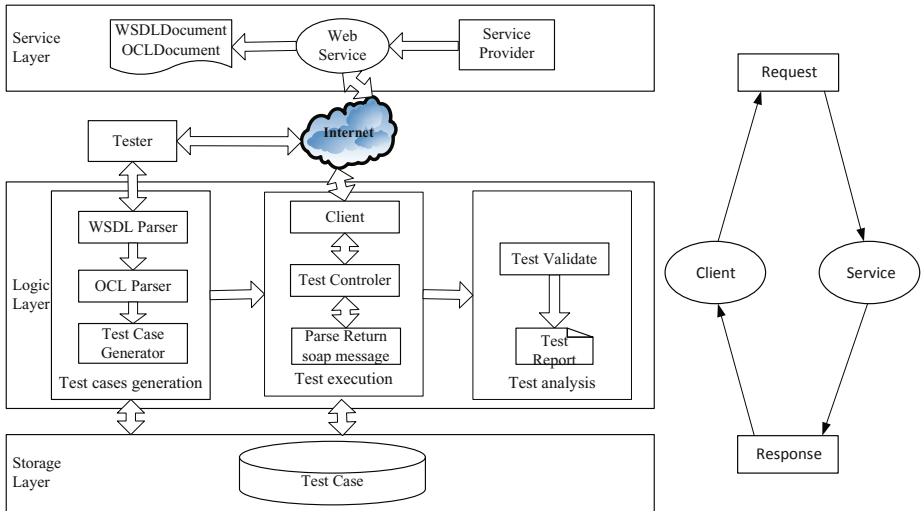 Service
Layer
WSDLDocument
OCLDocument
Web
Service
Service
Provider
Internet
Tester
Logic
Layer
WSDL Parser
OCL Parser
Test Case
Generator
Test cases generation
Client
Test Controler
Parse Return
soap message
Test execution
Test Validate
Test
Report
Test analysis
Storage
Layer
Test Case
Request
Client
Service
Response